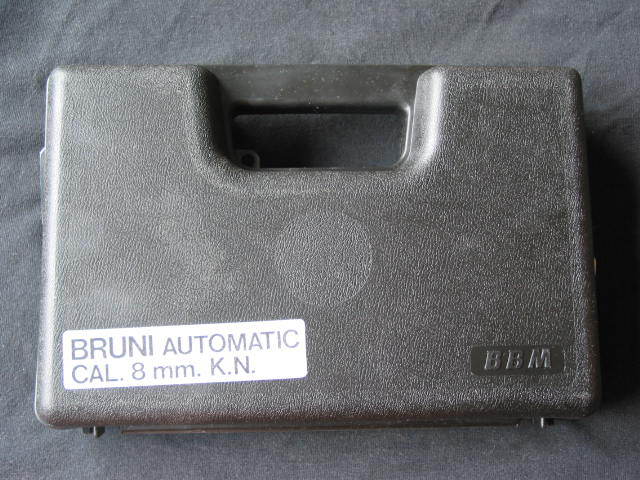 BRUNI AUTOMATIC
CAL. 8 mm. K.N.
BBM